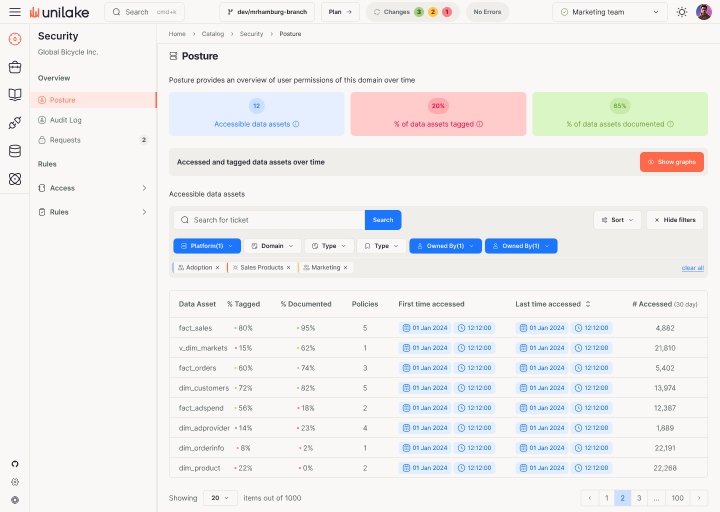 unilake
Search cmd+k
dev/mrhamburg-branch
Plan
Changes 3 2 1
No Errors
Marketing team
Security
Global Bicycle Inc.
Overview
Posture
Audit Log
Requests 2
Rules
Access
Rules
Home > Catalog > Security > Posture
Posture
Posture provides an overview of user permissions of this domain over time
12
Accessible data assets
20%
% of data assets tagged
85%
% of data assets documented
Accessed and tagged data assets over time
Show graphs
Accessible data assets
Search for ticket
Search
Sort
Hide filters
Platform(1) Domain Type Type Owned By(1) Owned By(1)
Adoption × Sales Products × Marketing ×
clear all
Data Asset % Tagged % Documented Policies First time accessed Last time accessed # Accessed (30 day)
fact_sales 80% 95% 5 01 Jan 2024 12:12:00 01 Jan 2024 12:12:00 4,882
v_dim_markets 15% 62% 1 01 Jan 2024 12:12:00 01 Jan 2024 12:12:00 21,810
fact_orders 60% 74% 3 01 Jan 2024 12:12:00 01 Jan 2024 12:12:00 5,402
dim_customers 72% 82% 5 01 Jan 2024 12:12:00 01 Jan 2024 12:12:00 13,974
fact_adspend 56% 18% 2 01 Jan 2024 12:12:00 01 Jan 2024 12:12:00 12,387
dim_adprovider 14% 23% 4 01 Jan 2024 12:12:00 01 Jan 2024 12:12:00 1,889
dim_orderinfo 8% 2% 1 01 Jan 2024 12:12:00 01 Jan 2024 12:12:00 22,191
dim_product 22% 0% 2 01 Jan 2024 12:12:00 01 Jan 2024 12:12:00 22,268
Showing 20 items out of 1000
‹ 1 2 3 ... 100 ›